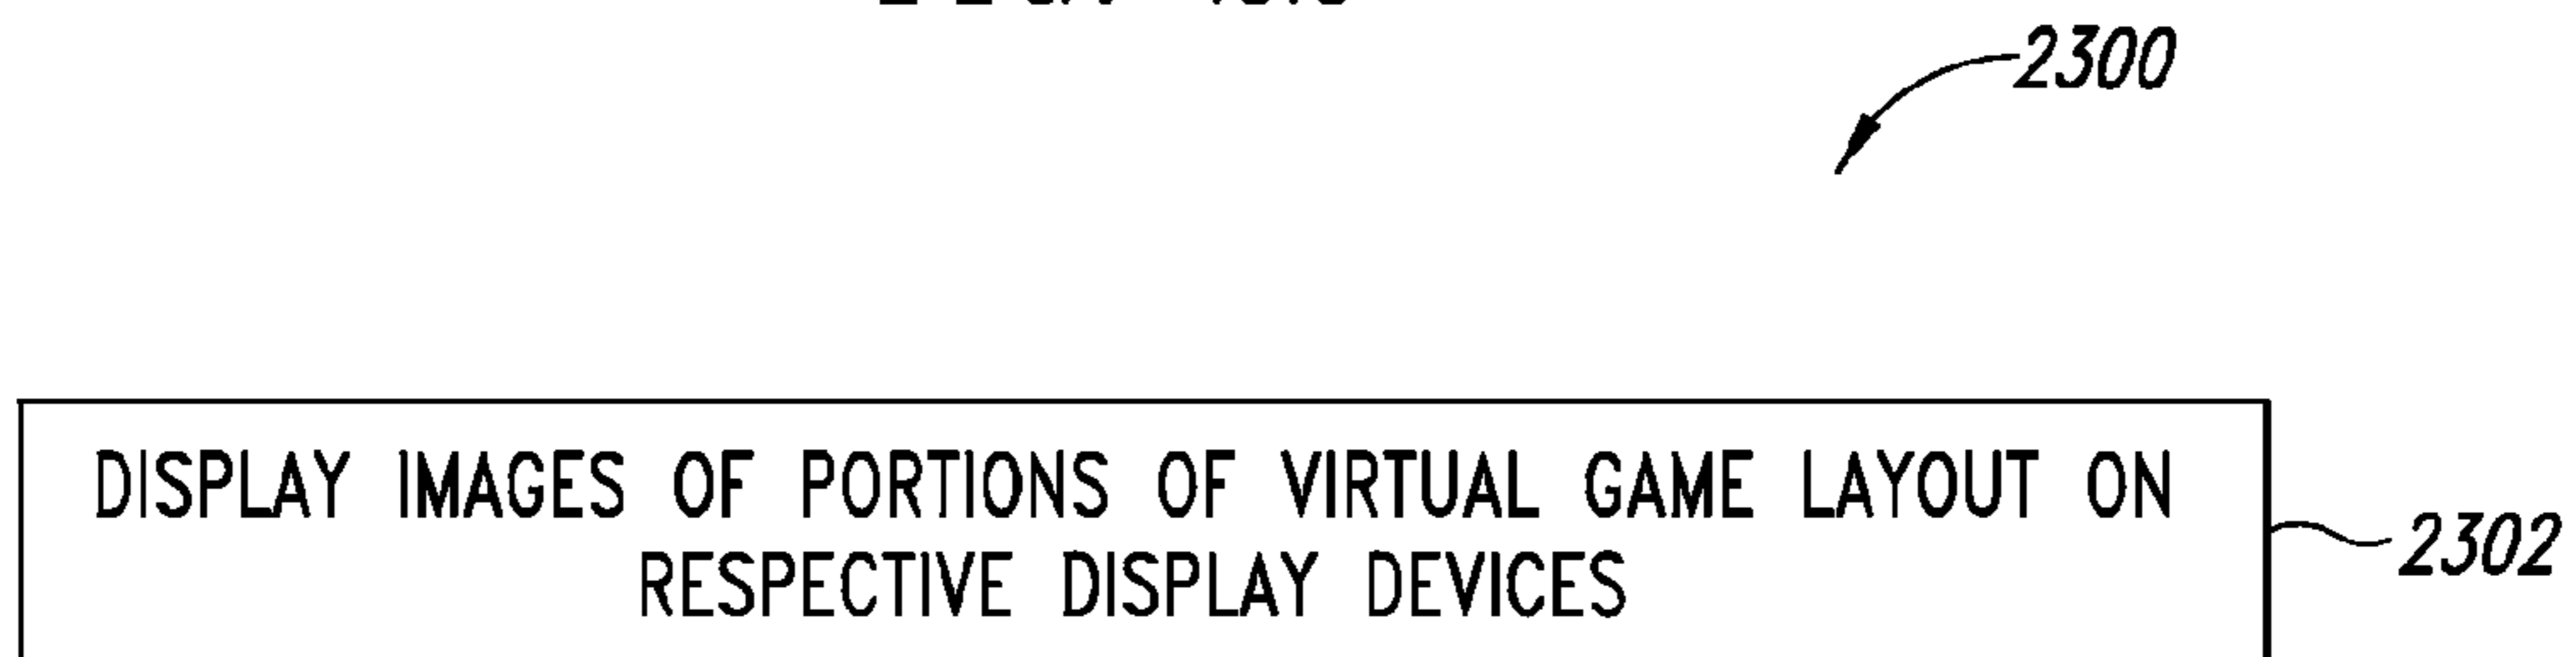 2300
DISPLAY IMAGES OF PORTIONS OF VIRTUAL GAME LAYOUT ON
RESPECTIVE DISPLAY DEVICES
2302